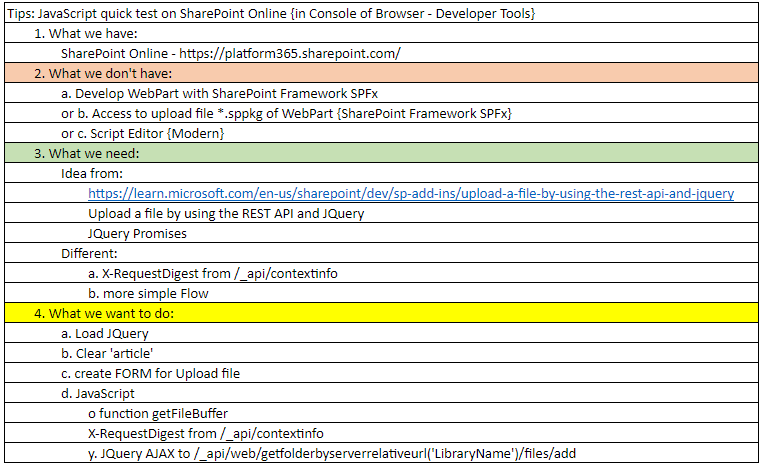 Tips: JavaScript quick test on SharePoint Online {in Console of Browser - Developer Tools}
1. What we have:
SharePoint Online - https://platform365.sharepoint.com/
2. What we don't have:
a. Develop WebPart with SharePoint Framework SPFx
or b. Access to upload file *.sppkg of WebPart {SharePoint Framework SPFx}
or c. Script Editor {Modern}
3. What we need:
Idea from:
https://learn.microsoft.com/en-us/sharepoint/dev/sp-add-ins/upload-a-file-by-using-the-rest-api-and-jquery
Upload a file by using the REST API and JQuery
JQuery Promises
Different:
a. X-RequestDigest from /_api/contextinfo
b. more simple Flow
4. What we want to do:
a. Load JQuery
b. Clear 'article'
c. create FORM for Upload file
d. JavaScript
o function getFileBuffer
X-RequestDigest from /_api/contextinfo
y. JQuery AJAX to /_api/web/getfolderbyserverrelativeurl('LibraryName')/files/add